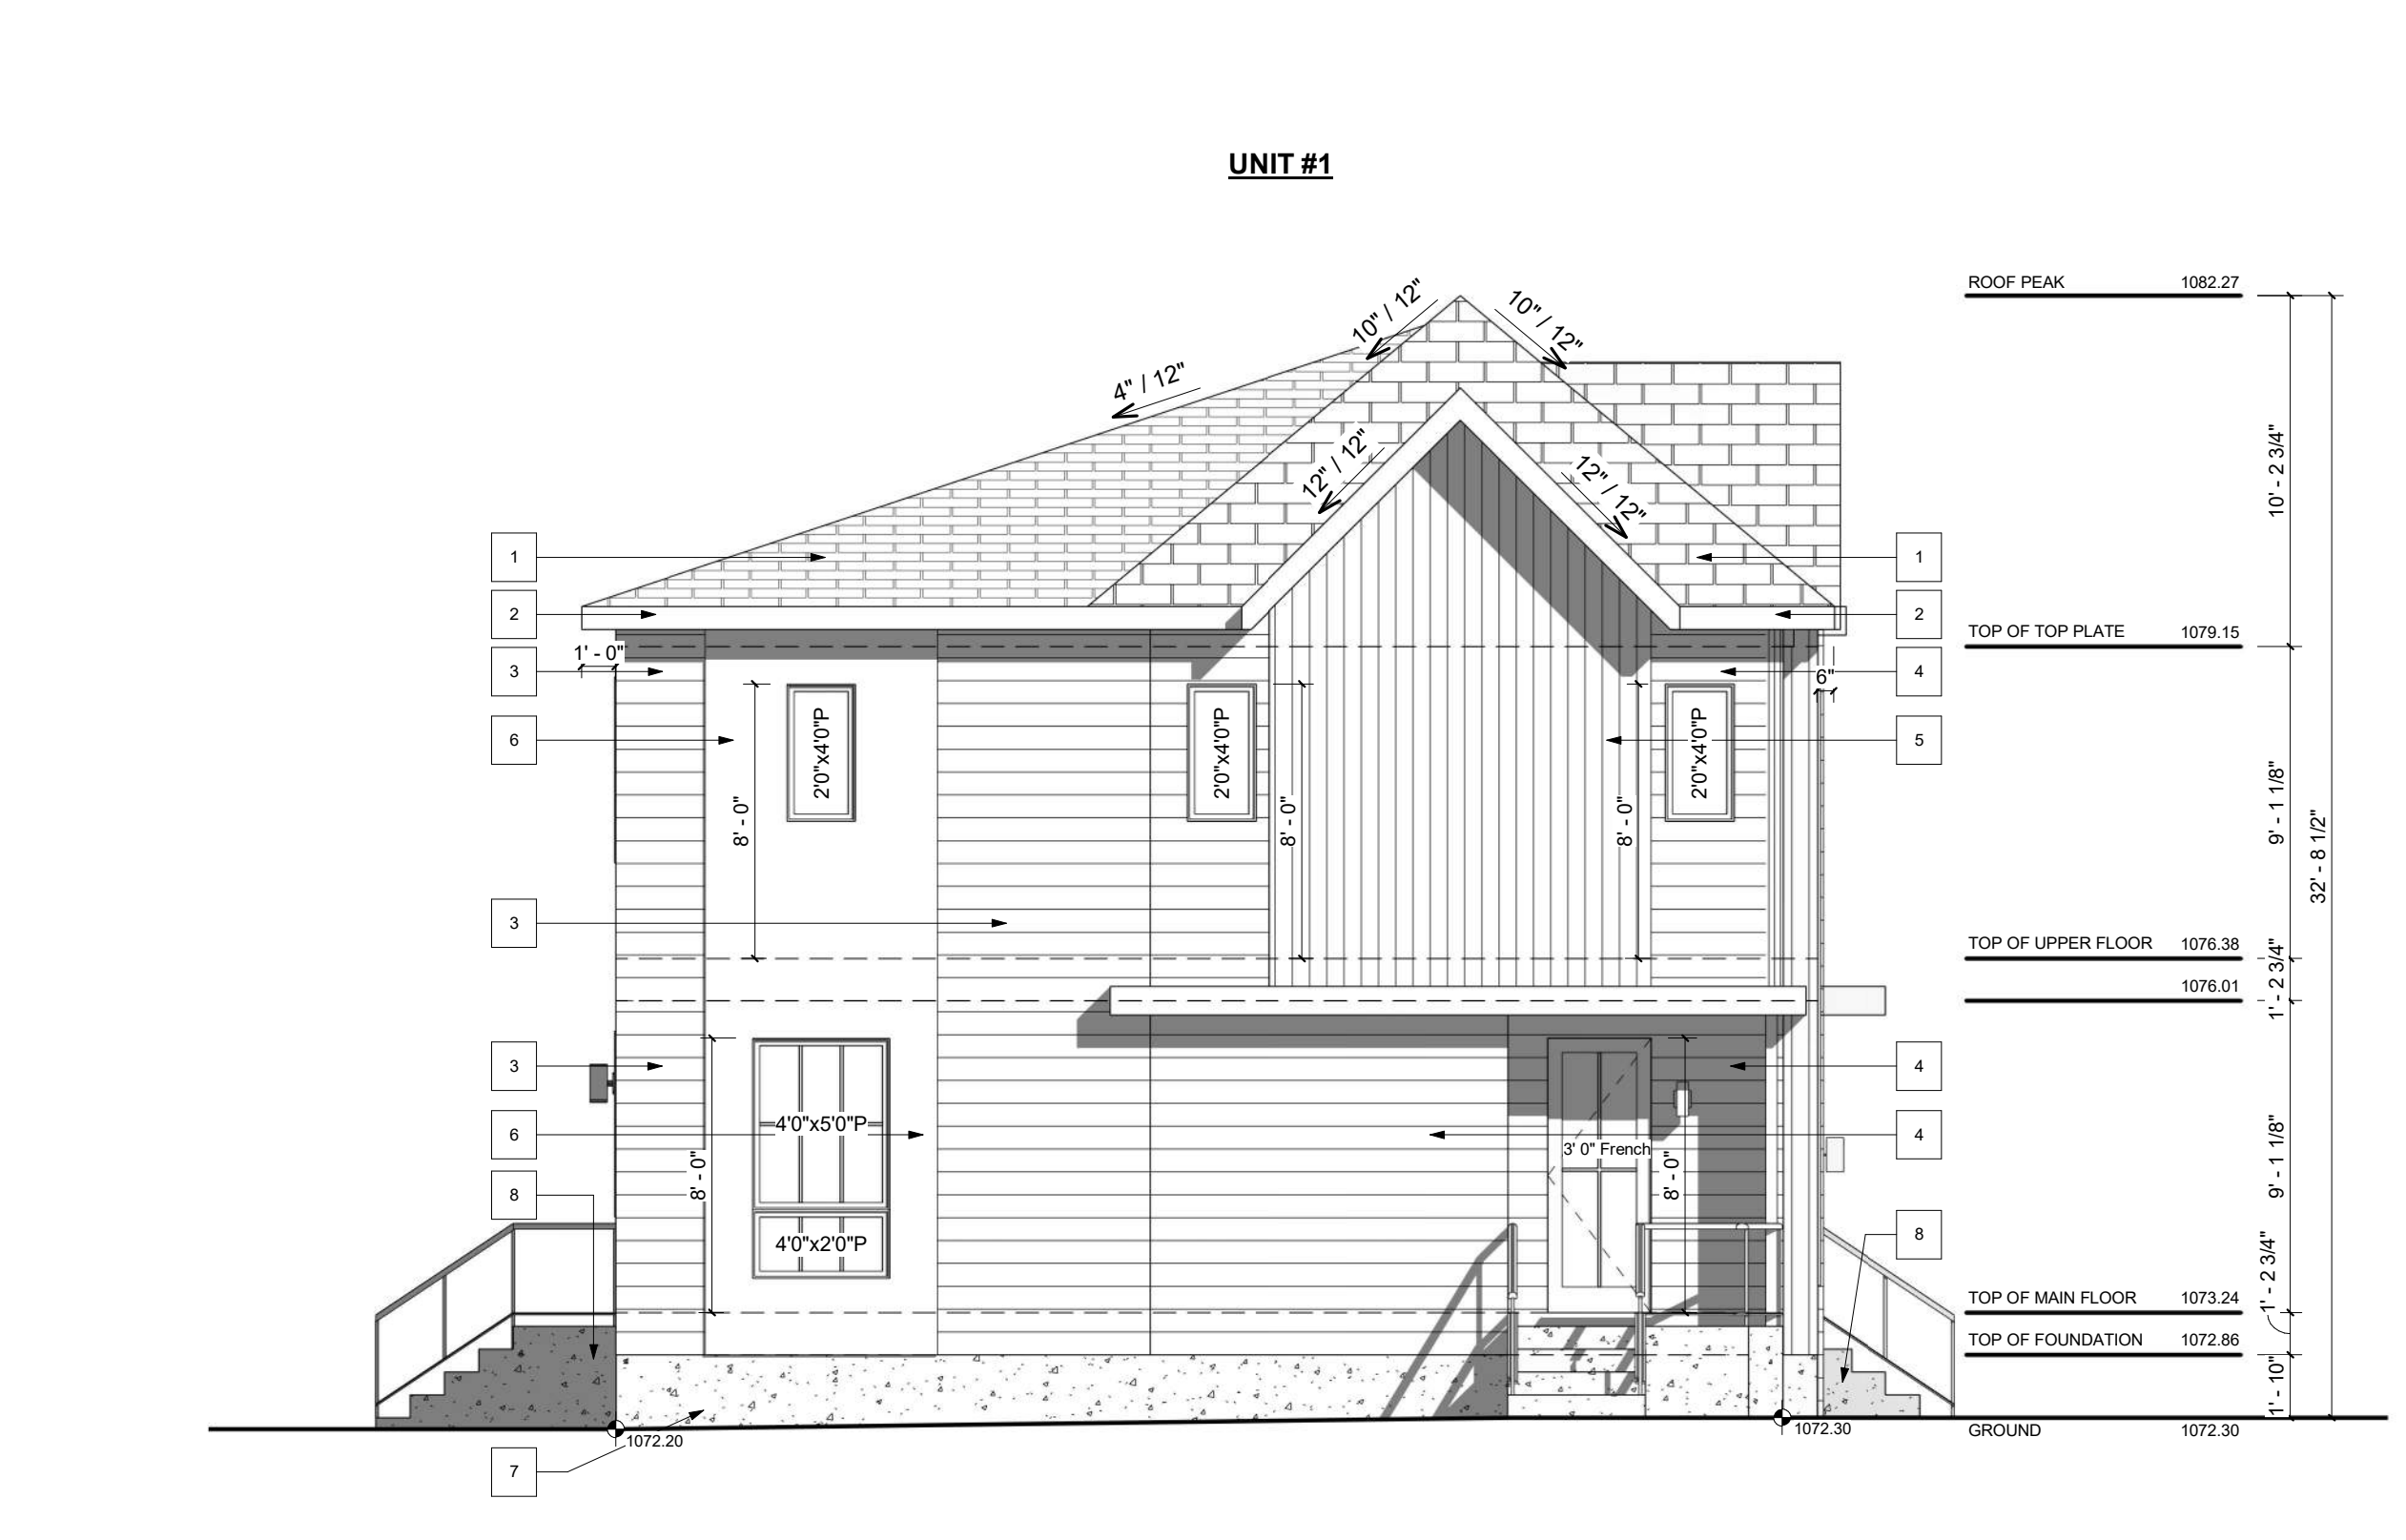 UNIT #1
ROOF PEAK 1082.27
10" / 12"
10" / 12"
4" / 12"
12" / 12"
12" / 12"
10' - 2 3/4"
1
1
2
2
TOP OF TOP PLATE 1079.15
1' - 0"
3
4
6"
6
2'0"x4'0"P
2'0"x4'0"P
2'0"x4'0"P
5
8' - 0"
8' - 0"
8' - 0"
9' - 1 1/8"
32' - 8 1/2"
3
TOP OF UPPER FLOOR 1076.38
1' - 2 3/4"
1076.01
3
4
6
4'0"x5'0"P
4
3' 0" French
8' - 0"
8' - 0"
9' - 1 1/8"
8
8
4'0"x2'0"P
1' - 2 3/4"
TOP OF MAIN FLOOR 1073.24
TOP OF FOUNDATION 1072.86
1' - 10"
1072.20
1072.30
GROUND 1072.30
7